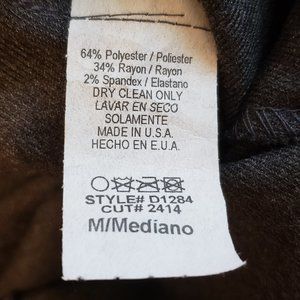 64% Polyester / Poliester
34% Rayon / Rayon
2% Spandex / Elastano
DRY CLEAN ONLY
LAVAR EN SECO
SOLAMENTE
MADE IN U.S.A.
HECHO EN E.U.A.
STYLE# D1284
CUT# 2414
M/Mediano